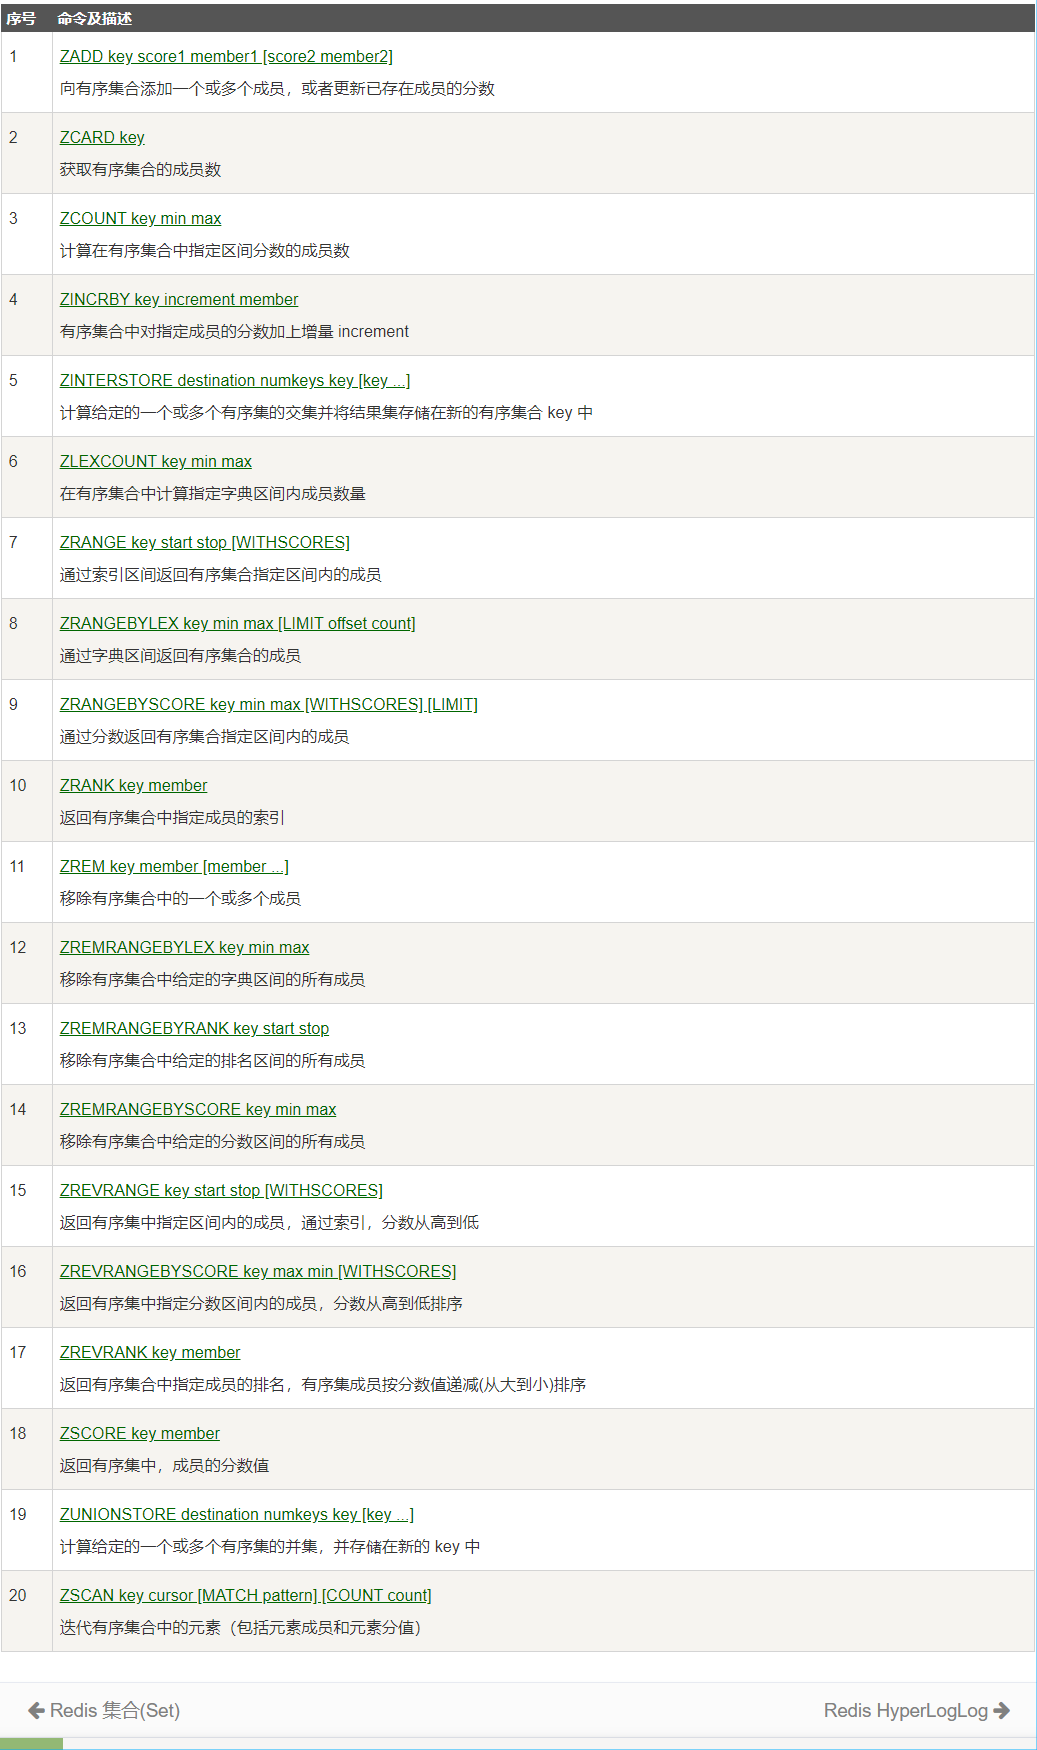 序号 命令及描述
1 ZADD key score1 member1 [score2 member2]
向有序集合添加一个或多个成员，或者更新已存在成员的分数
2 ZCARD key
获取有序集合的成员数
3 ZCOUNT key min max
计算在有序集合中指定区间分数的成员数
4 ZINCRBY key increment member
有序集合中对指定成员的分数加上增量 increment
5 ZINTERSTORE destination numkeys key [key ...]
计算给定的一个或多个有序集的交集并将结果集存储在新的有序集合 key 中
6 ZLEXCOUNT key min max
在有序集合中计算指定字典区间内成员数量
7 ZRANGE key start stop [WITHSCORES]
通过索引区间返回有序集合指定区间内的成员
8 ZRANGEBYLEX key min max [LIMIT offset count]
通过字典区间返回有序集合的成员
9 ZRANGEBYSCORE key min max [WITHSCORES] [LIMIT]
通过分数返回有序集合指定区间内的成员
10 ZRANK key member
返回有序集合中指定成员的索引
11 ZREM key member [member ...]
移除有序集合中的一个或多个成员
12 ZREMRANGEBYLEX key min max
移除有序集合中给定的字典区间的所有成员
13 ZREMRANGEBYRANK key start stop
移除有序集合中给定的排名区间的所有成员
14 ZREMRANGEBYSCORE key min max
移除有序集合中给定的分数区间的所有成员
15 ZREVRANGE key start stop [WITHSCORES]
返回有序集中指定区间内的成员，通过索引，分数从高到低
16 ZREVRANGEBYSCORE key max min [WITHSCORES]
返回有序集中指定分数区间内的成员，分数从高到低排序
17 ZREVRANK key member
返回有序集合中指定成员的排名，有序集成员按分数值递减(从大到小)排序
18 ZSCORE key member
返回有序集中，成员的分数值
19 ZUNIONSTORE destination numkeys key [key ...]
计算给定的一个或多个有序集的并集，并存储在新的 key 中
20 ZSCAN key cursor [MATCH pattern] [COUNT count]
迭代有序集合中的元素（包括元素成员和元素分值）
Redis 集合(Set) Redis HyperLogLog